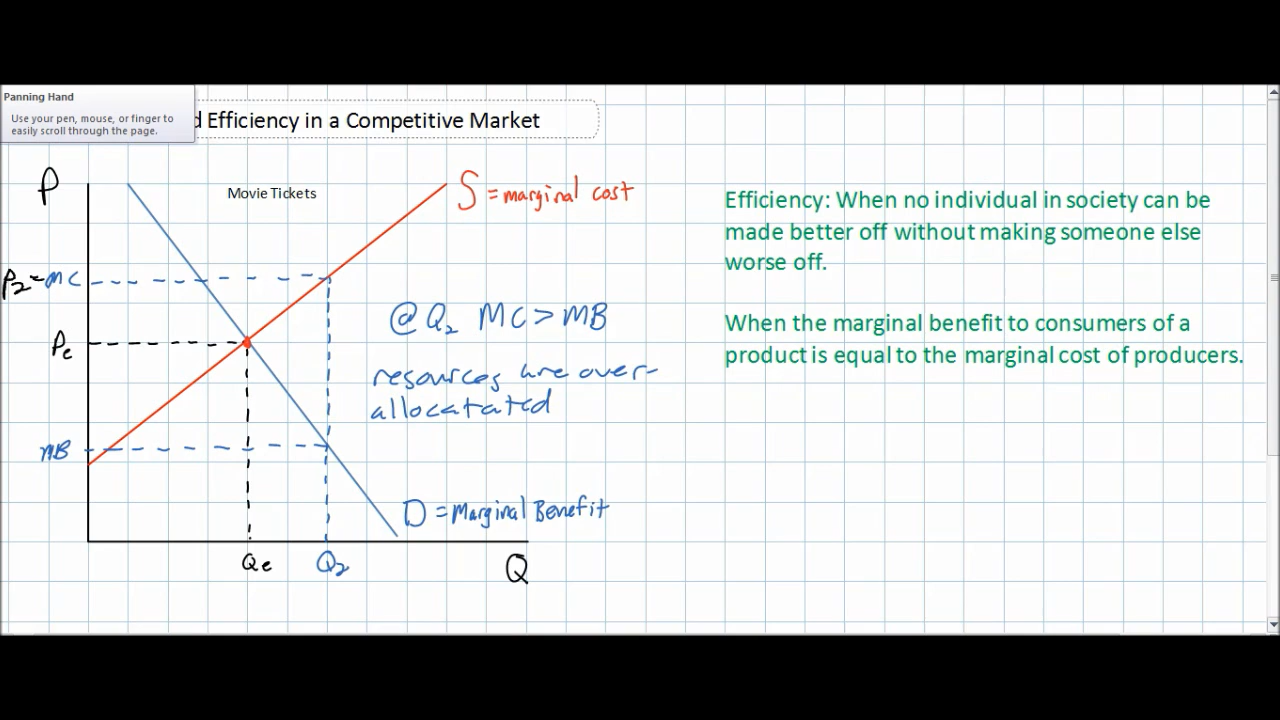 Panning Hand
Use your pen, mouse, or finger to
easily scroll through the page.
d Efficiency in a Competitive Market
P
Movie Tickets
S = marginal cost
P2 = MC
Pe
MB
@ Q2 MC > MB
resources are over-
allocatated
D = Marginal Benefit
Qe
Q2
Q
Efficiency: When no individual in society can be
made better off without making someone else
worse off.
When the marginal benefit to consumers of a
product is equal to the marginal cost of producers.